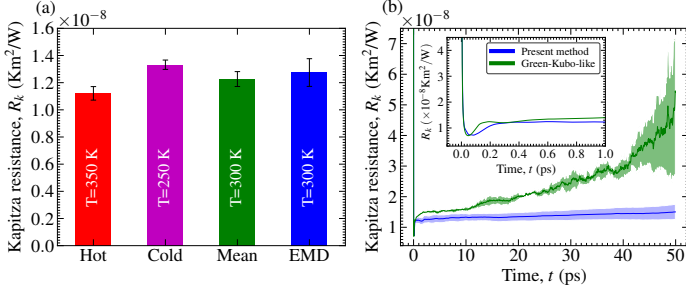 (a)
×10⁻⁸
Kapitza resistance, Rₖ (Km²/W)
1.6
1.4
1.2
1.0
0.8
0.6
0.4
0.2
0.0
T=350 K
T=250 K
T=300 K
T=300 K
Hot Cold Mean EMD
(b)
×10⁻⁸
Kapitza resistance, Rₖ (Km²/W)
7
6
5
4
3
2
1
0 10 20 30 40 50
Time, t (ps)
Rₖ (×10⁻⁸Km²/W)
4
3
2
1
Present method
Green-Kubo-like
0.0 0.2 0.4 0.6 0.8 1.0
Time, t (ps)